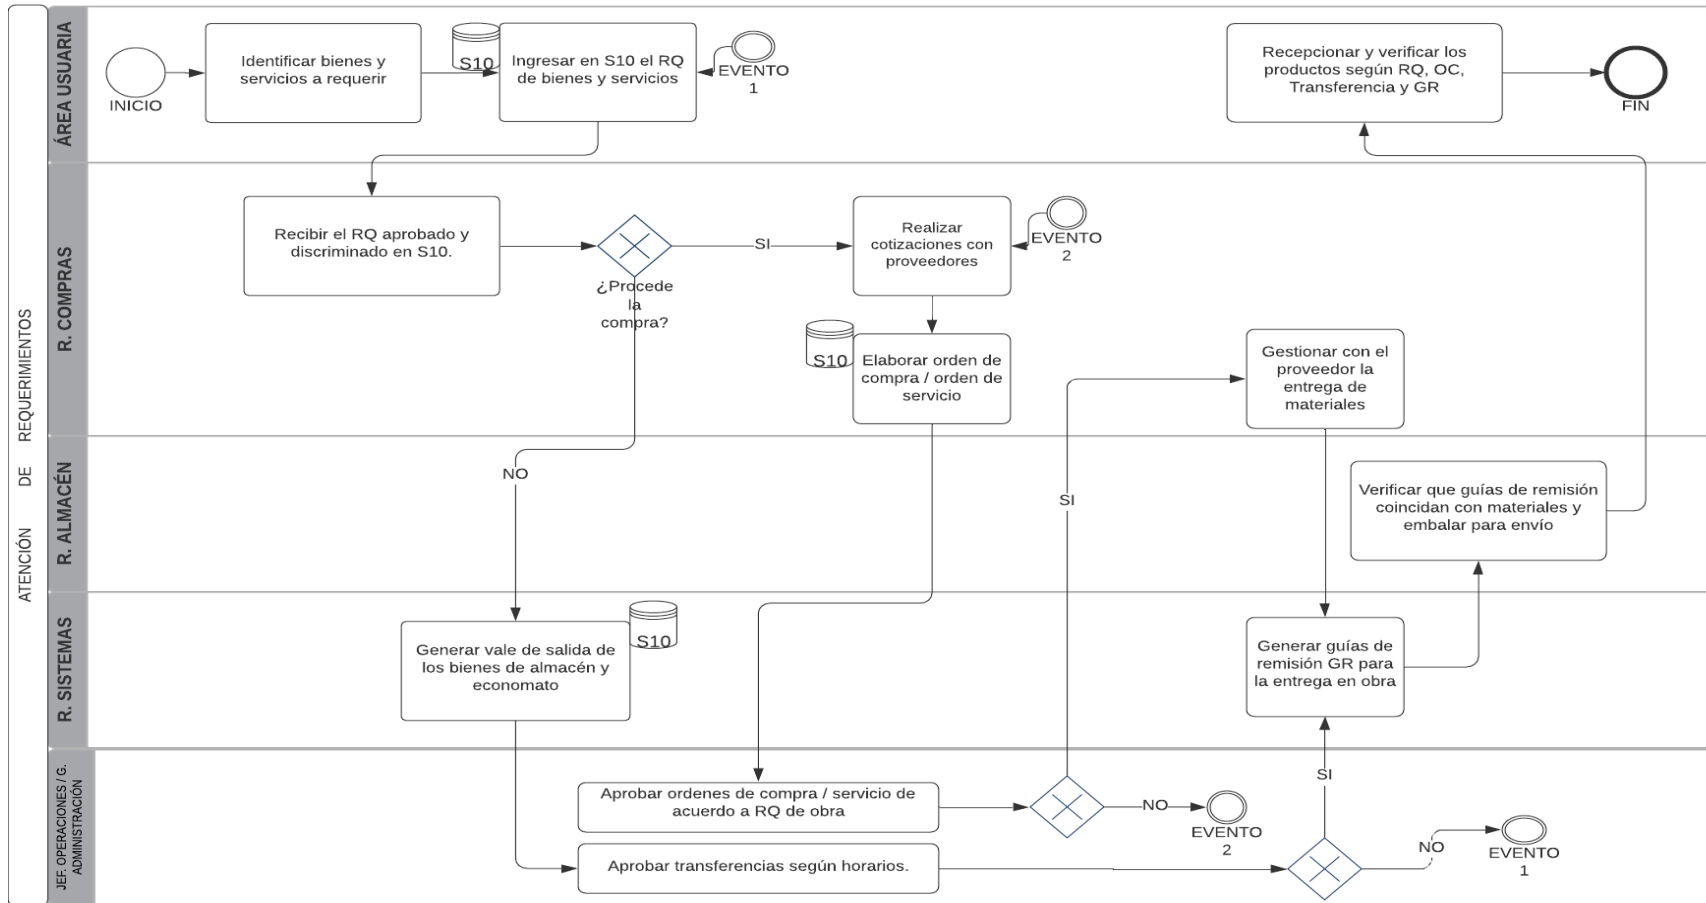 ATENCIÓN DE REQUERIMIENTOS
ÁREA USUARIA
INICIO
Identificar bienes y
servicios a requerir
S10
Ingresar en S10 el RQ
de bienes y servicios
EVENTO
1
Recepcionar y verificar los
productos según RQ, OC,
Transferencia y GR
FIN
R. COMPRAS
Recibir el RQ aprobado y
discriminado en S10.
¿Procede
la
compra?
SI
Realizar
cotizaciones con
proveedores
EVENTO
2
S10
Elaborar orden de
compra / orden de
servicio
Gestionar con el
proveedor la
entrega de
materiales
R. ALMACÉN
NO
SI
Verificar que guías de remisión
coincidan con materiales y
embalar para envío
R. SISTEMAS
Generar vale de salida de
los bienes de almacén y
economato
S10
Generar guías de
remisión GR para
la entrega en obra
JEF. OPERACIONES / G.
ADMINISTRACIÓN
Aprobar ordenes de compra / servicio de
acuerdo a RQ de obra
NO
EVENTO
2
SI
Aprobar transferencias según horarios.
NO
EVENTO
1